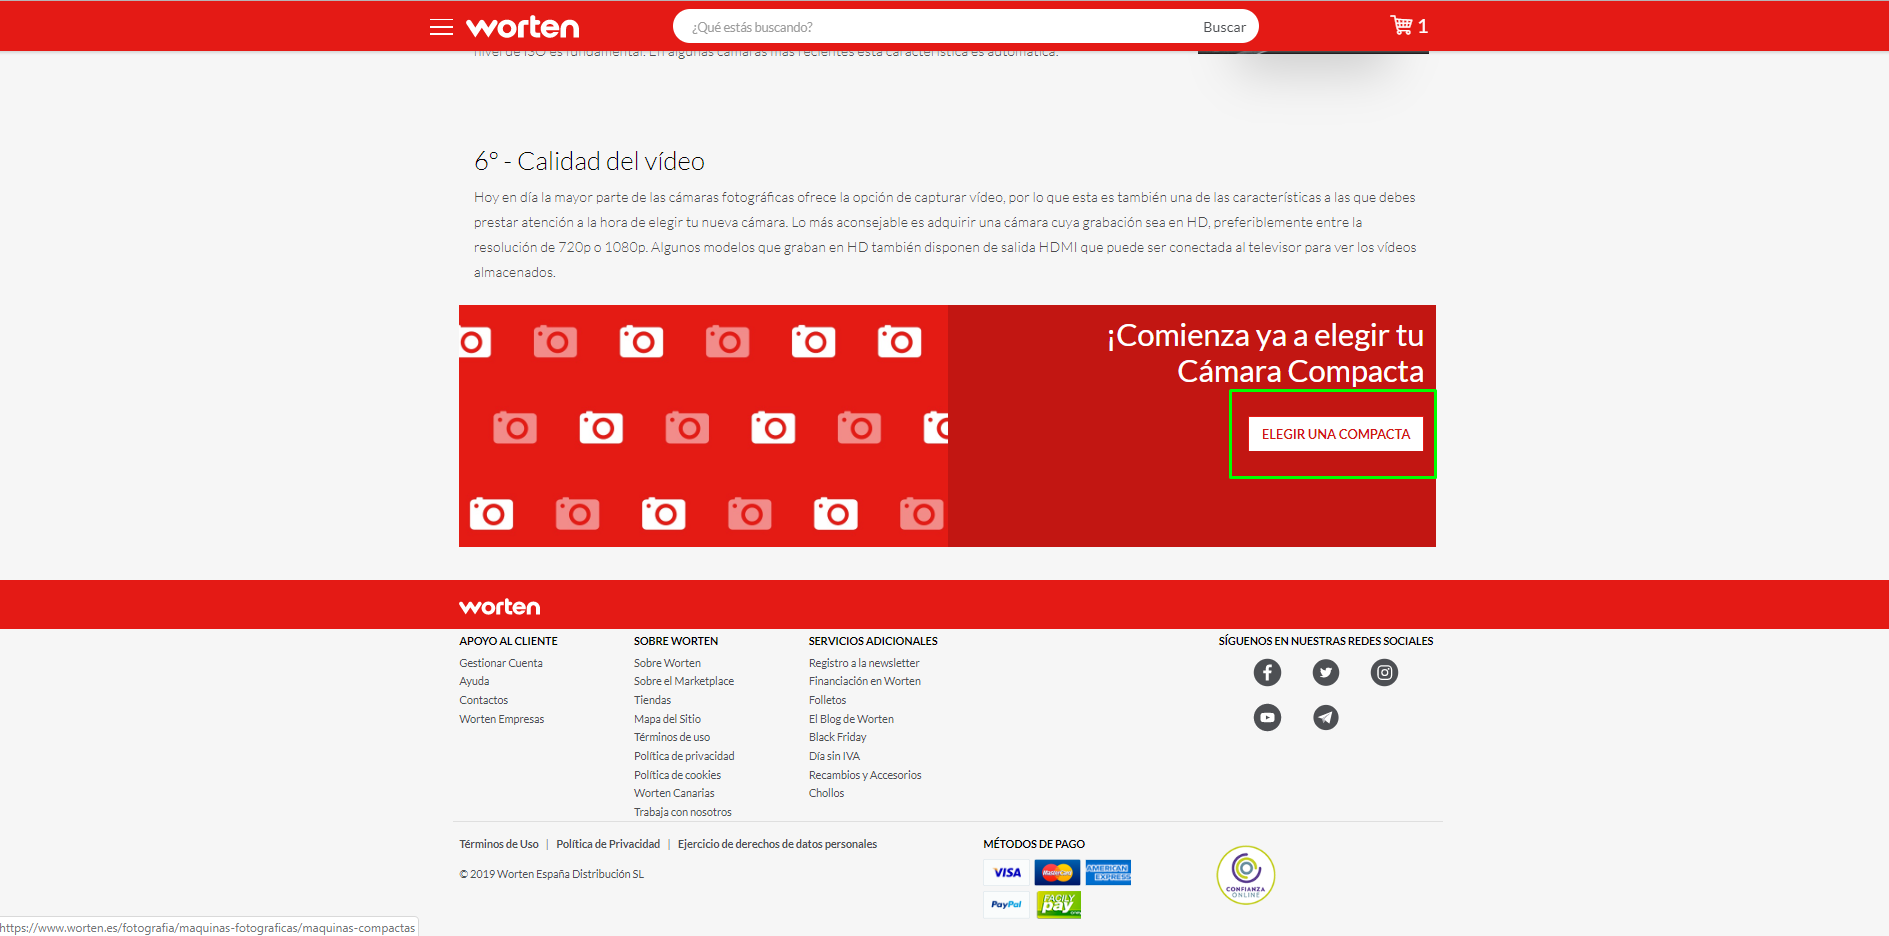 worten
¿Qué estás buscando?
Buscar
1
nivel de ISO es fundamental. En algunas cámaras más recientes esta característica es automática.
6º - Calidad del vídeo
Hoy en día la mayor parte de las cámaras fotográficas ofrece la opción de capturar vídeo, por lo que esta es también una de las características a las que debes
prestar atención a la hora de elegir tu nueva cámara. Lo más aconsejable es adquirir una cámara cuya grabación sea en HD, preferiblemente entre la
resolución de 720p o 1080p. Algunos modelos que graban en HD también disponen de salida HDMI que puede ser conectada al televisor para ver los vídeos
almacenados.
¡Comienza ya a elegir tu
Cámara Compacta
ELEGIR UNA COMPACTA
worten
APOYO AL CLIENTE
Gestionar Cuenta
Ayuda
Contactos
Worten Empresas
SOBRE WORTEN
Sobre Worten
Sobre el Marketplace
Tiendas
Mapa del Sitio
Términos de uso
Política de privacidad
Política de cookies
Worten Canarias
Trabaja con nosotros
SERVICIOS ADICIONALES
Registro a la newsletter
Financiación en Worten
Folletos
El Blog de Worten
Black Friday
Día sin IVA
Recambios y Accesorios
Chollos
SÍGUENOS EN NUESTRAS REDES SOCIALES
Términos de Uso | Política de Privacidad | Ejercicio de derechos de datos personales
© 2019 Worten España Distribución SL
MÉTODOS DE PAGO
VISA
MasterCard
AMERICAN EXPRESS
PayPal
FACILY pay
CONFIANZA
ONLINE
https://www.worten.es/fotografia/maquinas-fotograficas/maquinas-compactas